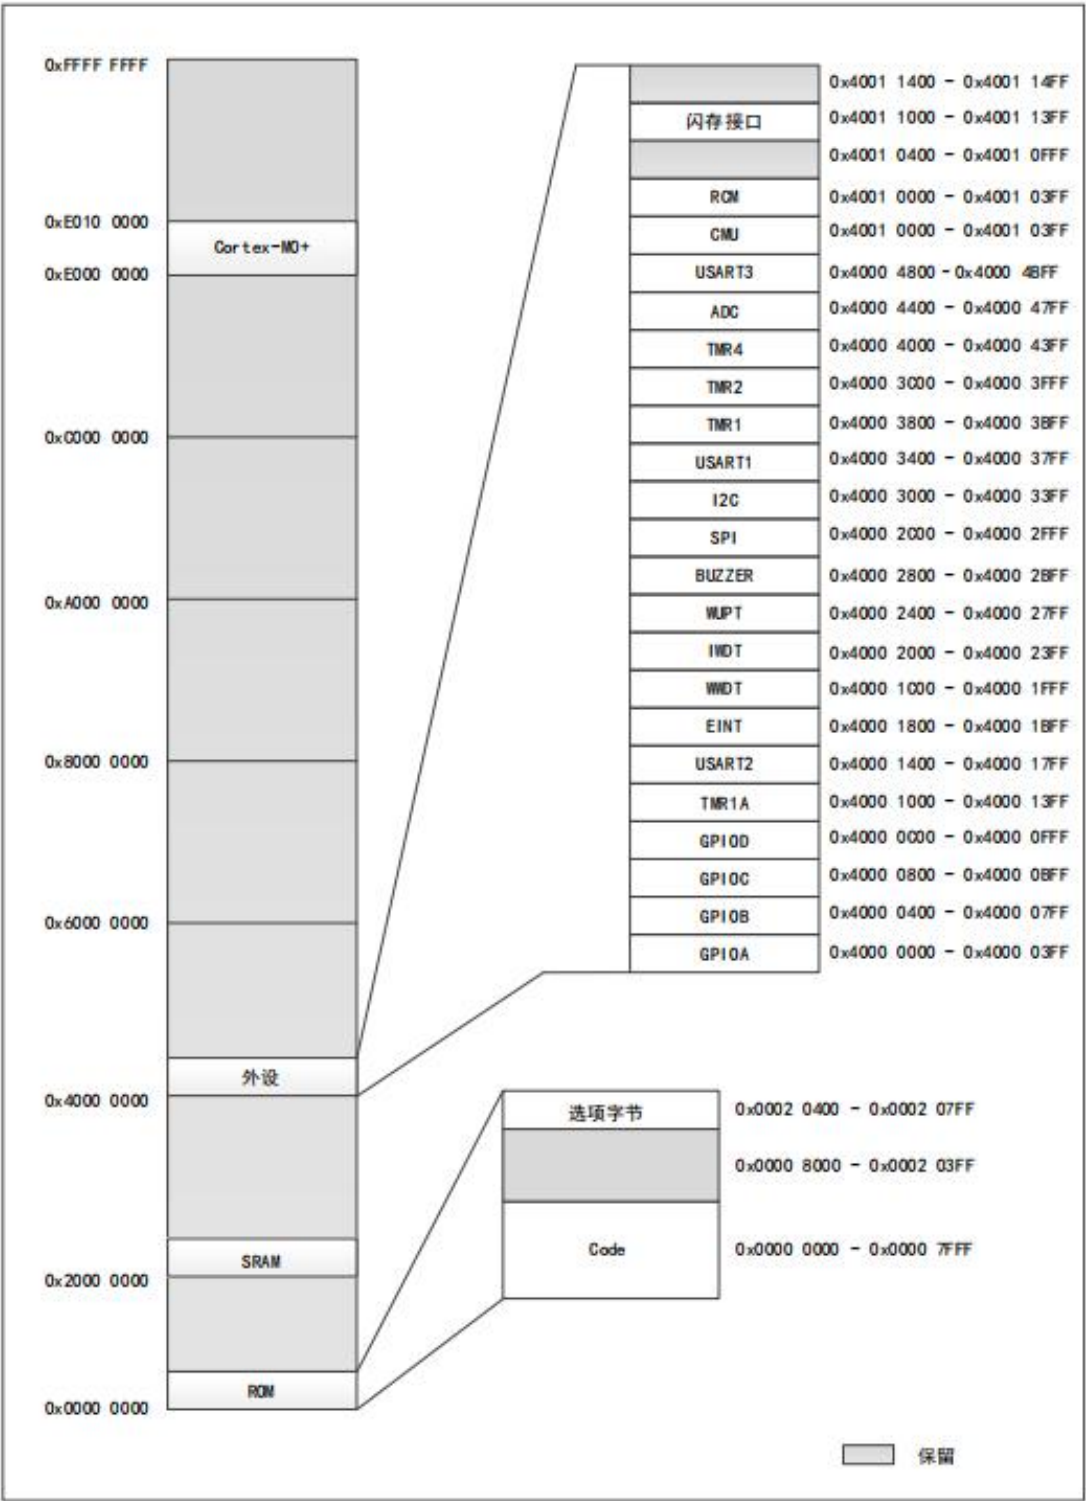 0xFFFF FFFF
0xE010 0000
Cortex-M0+
0xE000 0000
0xC000 0000
0xA000 0000
0x8000 0000
0x6000 0000
外设
0x4000 0000
SRAM
0x2000 0000
ROM
0x0000 0000
0x4001 1400 - 0x4001 14FF
闪存接口 0x4001 1000 - 0x4001 13FF
0x4001 0400 - 0x4001 0FFF
RCM 0x4001 0000 - 0x4001 03FF
CMU 0x4001 0000 - 0x4001 03FF
USART3 0x4000 4800 - 0x4000 4BFF
ADC 0x4000 4400 - 0x4000 47FF
TMR4 0x4000 4000 - 0x4000 43FF
TMR2 0x4000 3C00 - 0x4000 3FFF
TMR1 0x4000 3800 - 0x4000 3BFF
USART1 0x4000 3400 - 0x4000 37FF
I2C 0x4000 3000 - 0x4000 33FF
SPI 0x4000 2C00 - 0x4000 2FFF
BUZZER 0x4000 2800 - 0x4000 2BFF
WUPT 0x4000 2400 - 0x4000 27FF
IWDT 0x4000 2000 - 0x4000 23FF
WWDT 0x4000 1C00 - 0x4000 1FFF
EINT 0x4000 1800 - 0x4000 1BFF
USART2 0x4000 1400 - 0x4000 17FF
TMR1A 0x4000 1000 - 0x4000 13FF
GPIOD 0x4000 0C00 - 0x4000 0FFF
GPIOC 0x4000 0800 - 0x4000 0BFF
GPIOB 0x4000 0400 - 0x4000 07FF
GPIOA 0x4000 0000 - 0x4000 03FF
选项字节 0x0002 0400 - 0x0002 07FF
0x0000 8000 - 0x0002 03FF
Code 0x0000 0000 - 0x0000 7FFF
保留